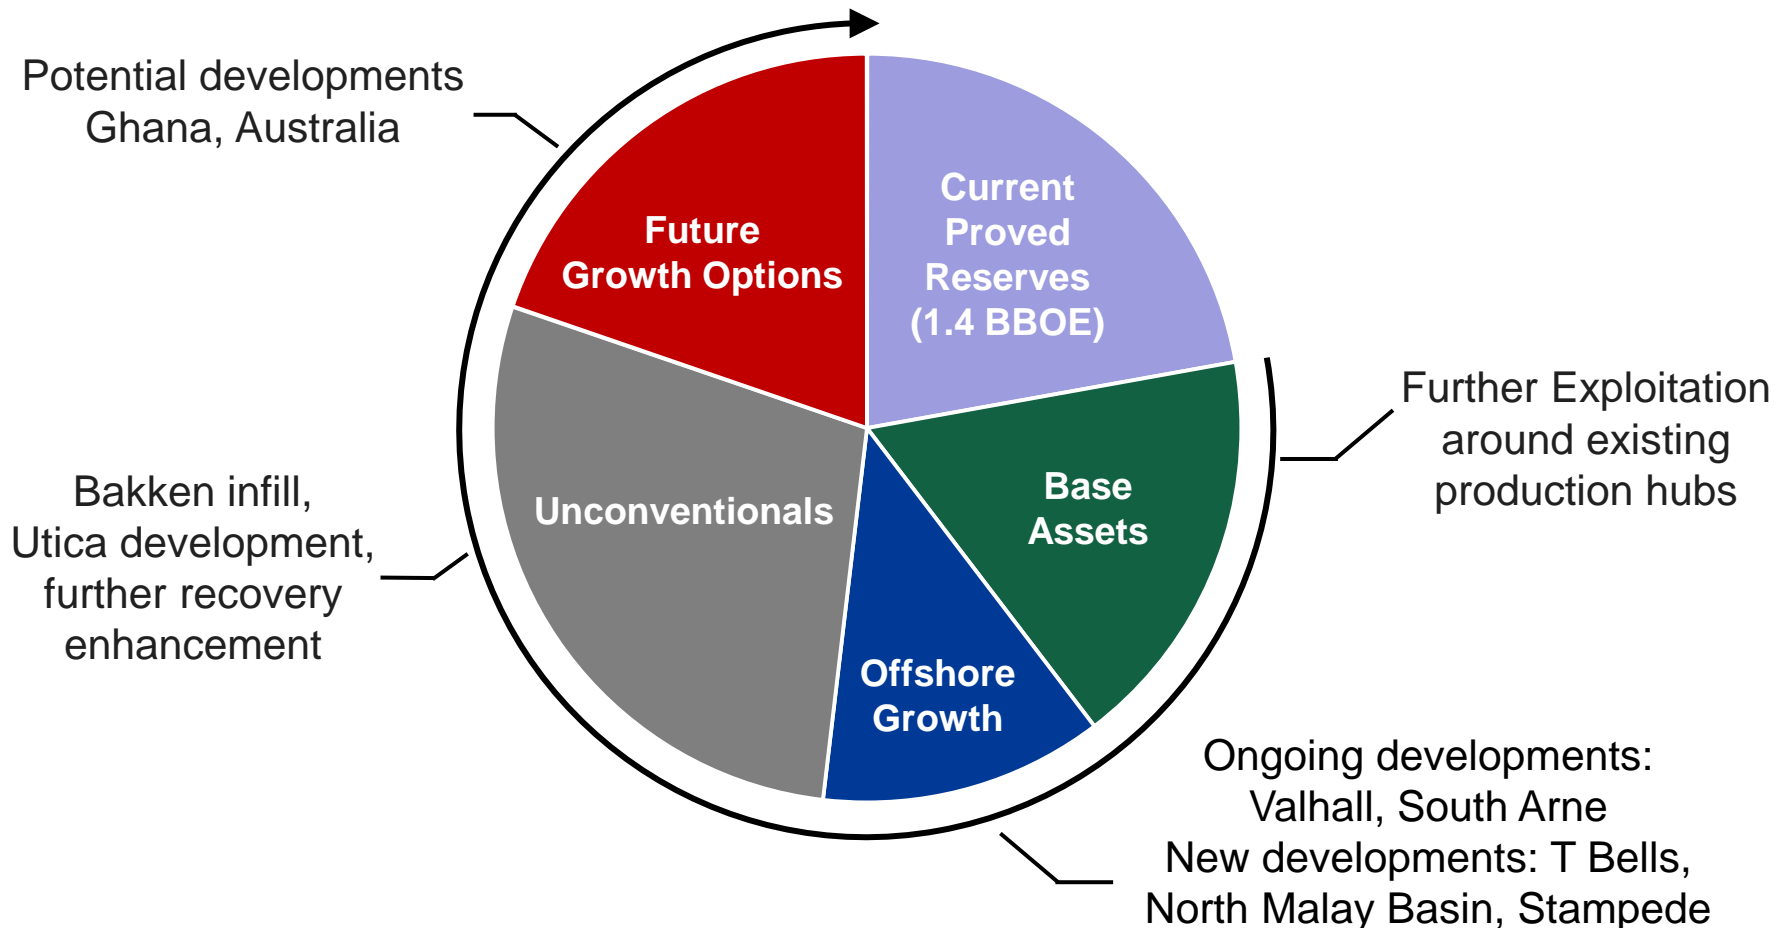 Potential developments
Ghana, Australia
Future
Growth Options
Current
Proved
Reserves
(1.4 BBOE)
Further Exploitation
around existing
production hubs
Base
Assets
Unconventionals
Bakken infill,
Utica development,
further recovery
enhancement
Offshore
Growth
Ongoing developments:
Valhall, South Arne
New developments: T Bells,
North Malay Basin, Stampede